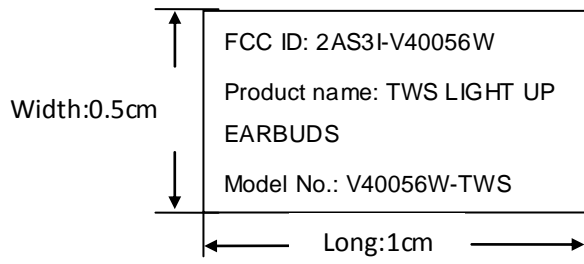 FCC ID: 2AS3I-V40056W
Product name: TWS LIGHT UP
EARBUDS
Model No.: V40056W-TWS
Width:0.5cm
Long:1cm